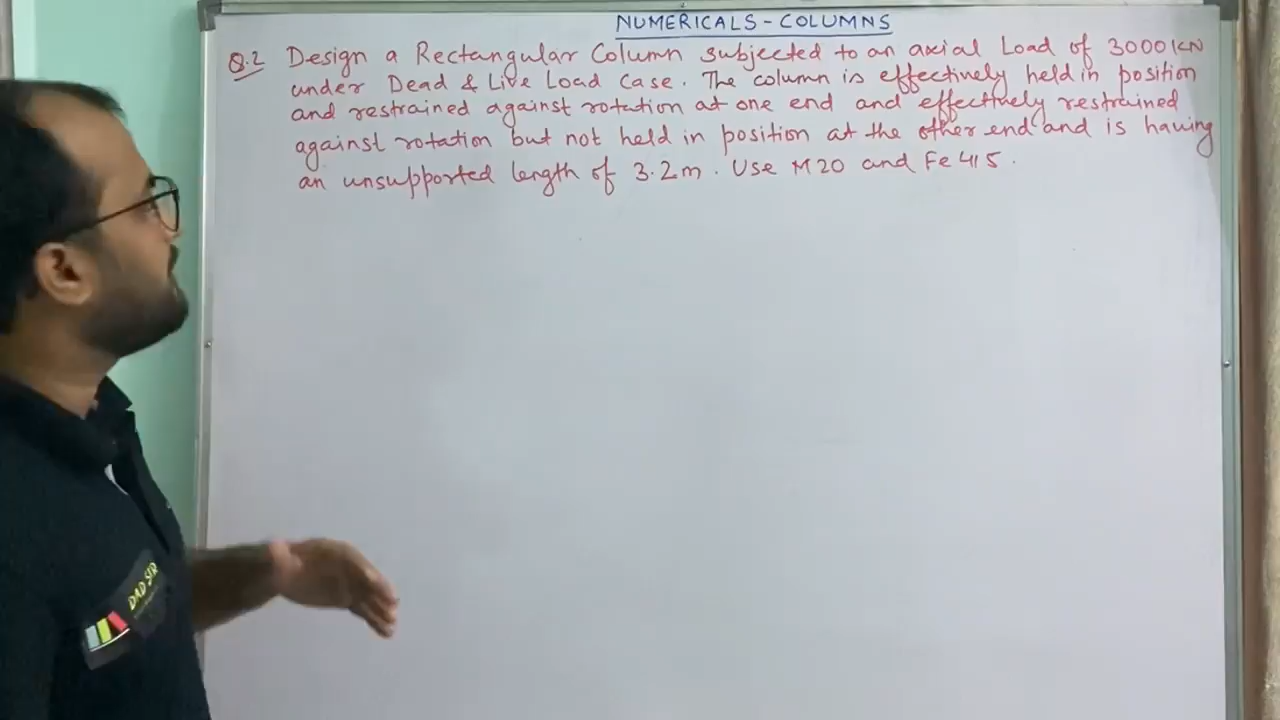 NUMERICALS - COLUMNS
Q.2 Design a Rectangular Column subjected to an axial Load of 3000 kN
under Dead & Live Load Case. The column is effectively held in position
and restrained against rotation at one end and effectively restrained
against rotation but not held in position at the other end and is having
an unsupported length of 3.2m. Use M20 and Fe415.
DAD SIR